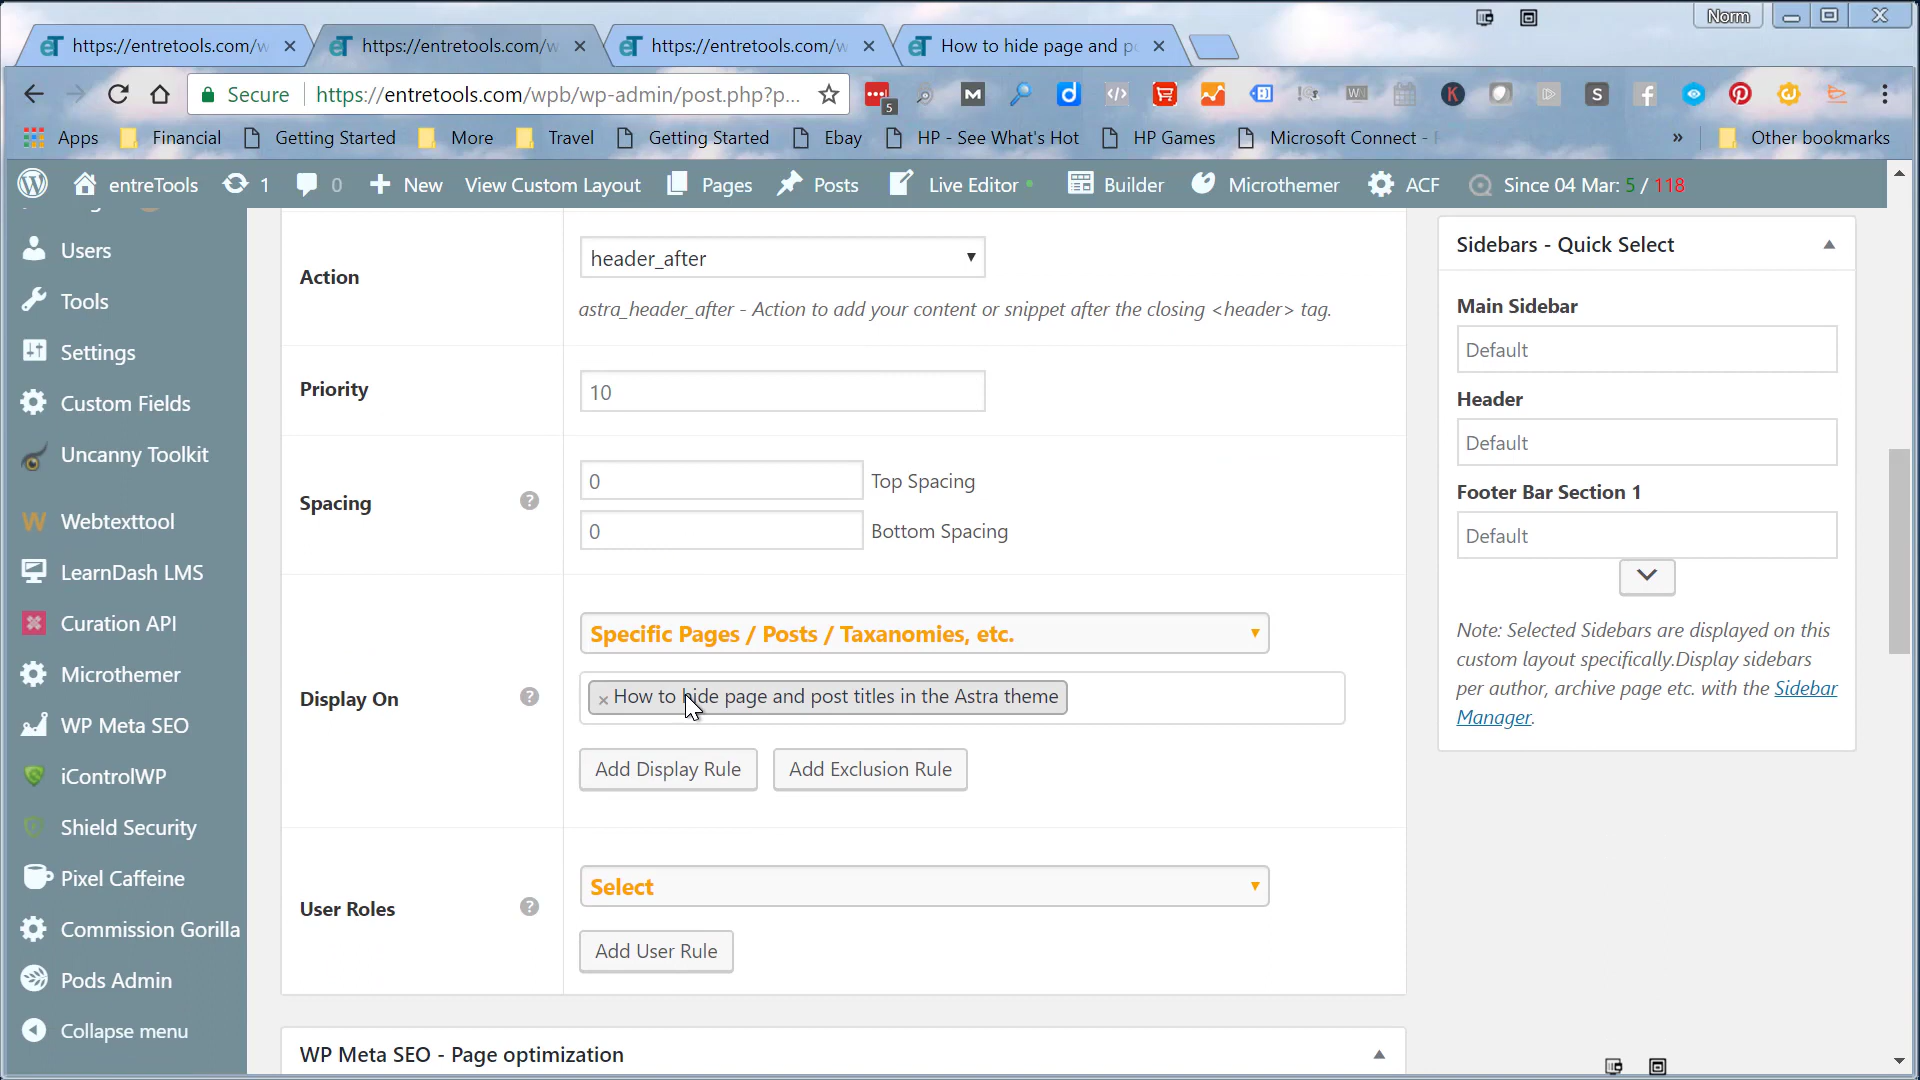 Norm
https://entretools.com/w
https://entretools.com/w
https://entretools.com/w
How to hide page and p
Secure
https://entretools.com/wpb/wp-admin/post.php?p...
5
Apps
Financial
Getting Started
More
Travel
Getting Started
Ebay
HP - See What's Hot
HP Games
Microsoft Connect -
»
Other bookmarks
entreTools
1
0
New
View Custom Layout
Pages
Posts
Live Editor
Builder
Microthemer
ACF
Since 04 Mar: 5 / 118
Users
Tools
Settings
Custom Fields
Uncanny Toolkit
Webtexttool
LearnDash LMS
Curation API
Microthemer
WP Meta SEO
iControlWP
Shield Security
Pixel Caffeine
Commission Gorilla
Pods Admin
Collapse menu
Action
header_after
astra_header_after - Action to add your content or snippet after the closing <header> tag.
Priority
10
Spacing
0
Top Spacing
0
Bottom Spacing
Display On
Specific Pages / Posts / Taxanomies, etc.
× How to hide page and post titles in the Astra theme
Add Display Rule
Add Exclusion Rule
User Roles
Select
Add User Rule
WP Meta SEO - Page optimization
Sidebars - Quick Select
Main Sidebar
Default
Header
Default
Footer Bar Section 1
Default
Note: Selected Sidebars are displayed on this
custom layout specifically.Display sidebars
per author, archive page etc. with the Sidebar
Manager.